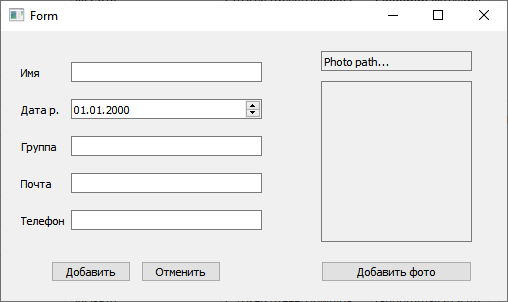 Form
Имя
Дата р. 01.01.2000
Группа
Почта
Телефон
Добавить Отменить
Photo path...
Добавить фото